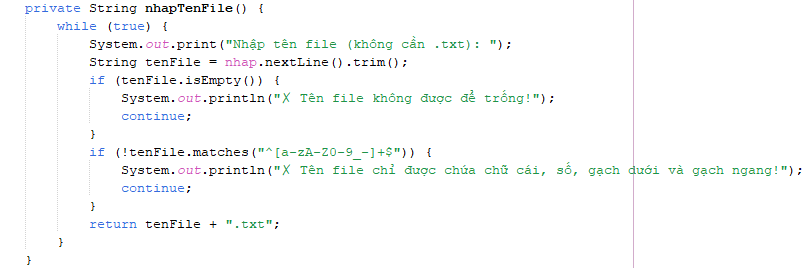 private String nhapTenFile() {
while (true) {
System.out.print("Nhập tên file (không cần .txt): ");
String tenFile = nhap.nextLine().trim();
if (tenFile.isEmpty()) {
System.out.println("✗ Tên file không được để trống!");
continue;
}
if (!tenFile.matches("^[a-zA-Z0-9_-]+$")) {
System.out.println("✗ Tên file chỉ được chứa chữ cái, số, gạch dưới và gạch ngang!");
continue;
}
return tenFile + ".txt";
}
}